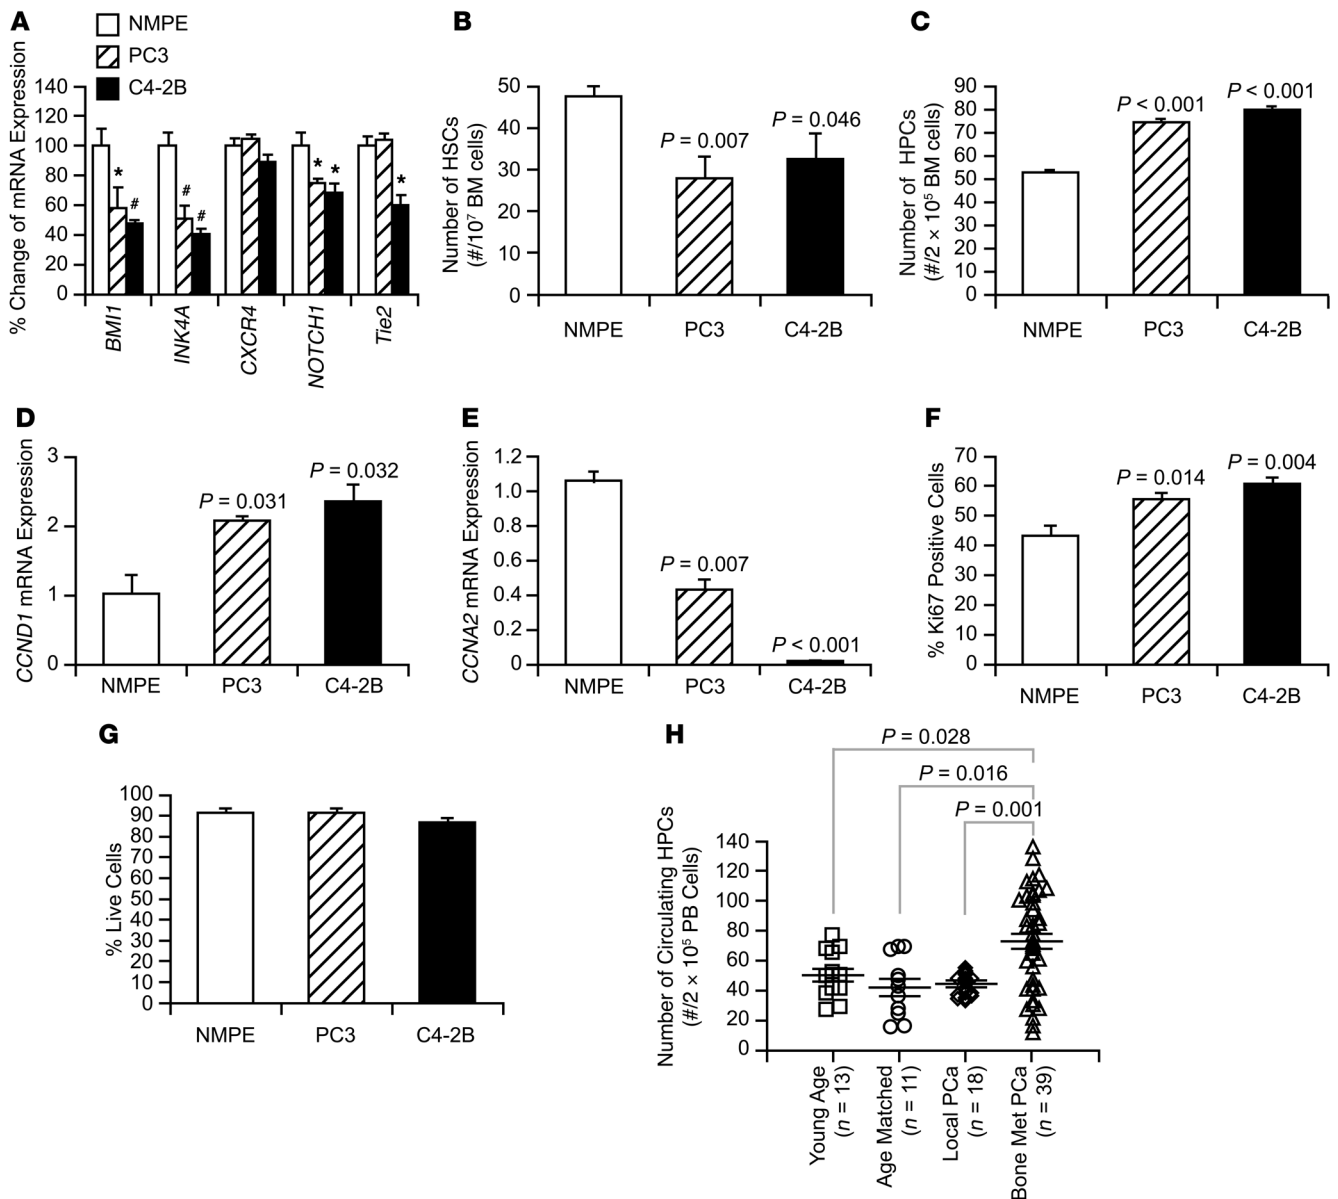 A
NMPE
PC3
C4-2B
% Change of mRNA Expression
140
120
100
80
60
40
20
0
*
#
#
#
*
*
*
BMI1
INK4A
CXCR4
NOTCH1
Tie2
B
Number of HSCs
(#/10⁷ BM cells)
50
40
30
20
10
0
P = 0.007
P = 0.046
NMPE
PC3
C4-2B
C
Number of HPCs
(#/2 × 10⁵ BM cells)
90
80
70
60
50
40
30
20
10
0
P < 0.001
P < 0.001
NMPE
PC3
C4-2B
D
CCND1 mRNA Expression
3
2
1
0
P = 0.031
P = 0.032
NMPE
PC3
C4-2B
E
CCNA2 mRNA Expression
1.2
1.0
0.8
0.6
0.4
0.2
0
P = 0.007
P < 0.001
NMPE
PC3
C4-2B
F
% Ki67 Positive Cells
70
60
50
40
30
20
10
0
P = 0.014
P = 0.004
NMPE
PC3
C4-2B
G
% Live Cells
100
90
80
70
60
50
40
30
20
10
0
NMPE
PC3
C4-2B
H
Number of Circulating HPCs
(#/2 × 10⁵ PB Cells)
140
120
100
80
60
40
20
0
P = 0.028
P = 0.016
P = 0.001
Young Age
(n = 13)
Age Matched
(n = 11)
Local PCa
(n = 18)
Bone Met PCa
(n = 39)